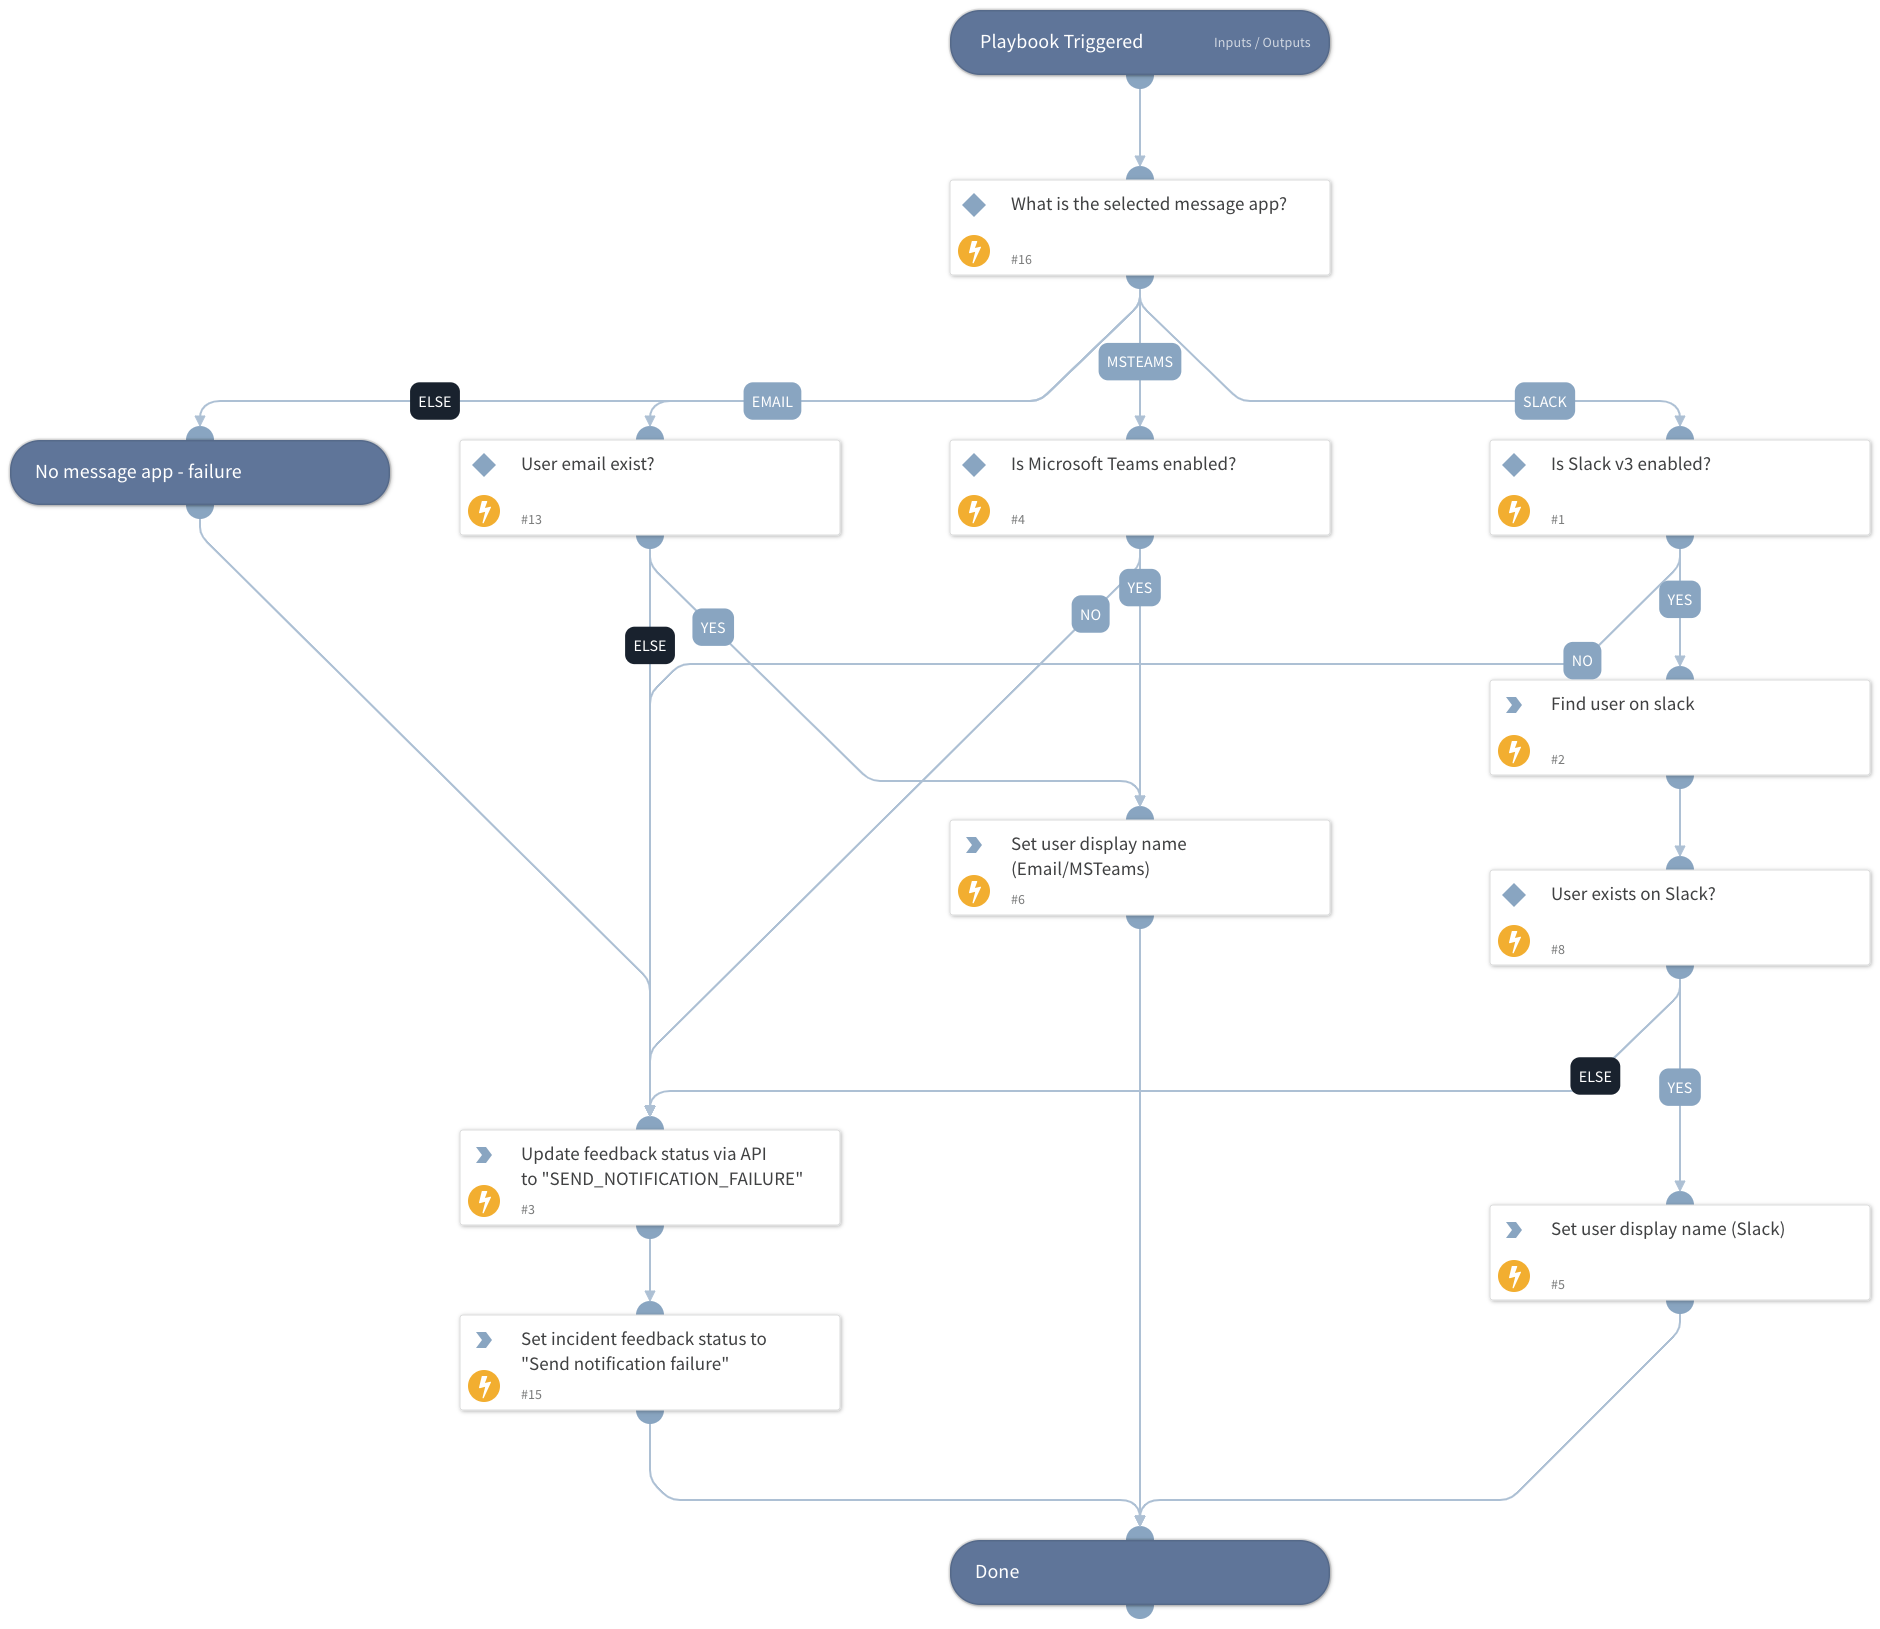 Playbook Triggered
Inputs / Outputs
What is the selected message app?
#16
MSTEAMS
ELSE
EMAIL
SLACK
No message app - failure
User email exist?
#13
Is Microsoft Teams enabled?
#4
Is Slack v3 enabled?
#1
YES
YES
NO
YES
ELSE
NO
Find user on slack
#2
Set user display name
(Email/MSTeams)
#6
User exists on Slack?
#8
ELSE
YES
Update feedback status via API
to "SEND_NOTIFICATION_FAILURE"
#3
Set user display name (Slack)
#5
Set incident feedback status to
"Send notification failure"
#15
Done